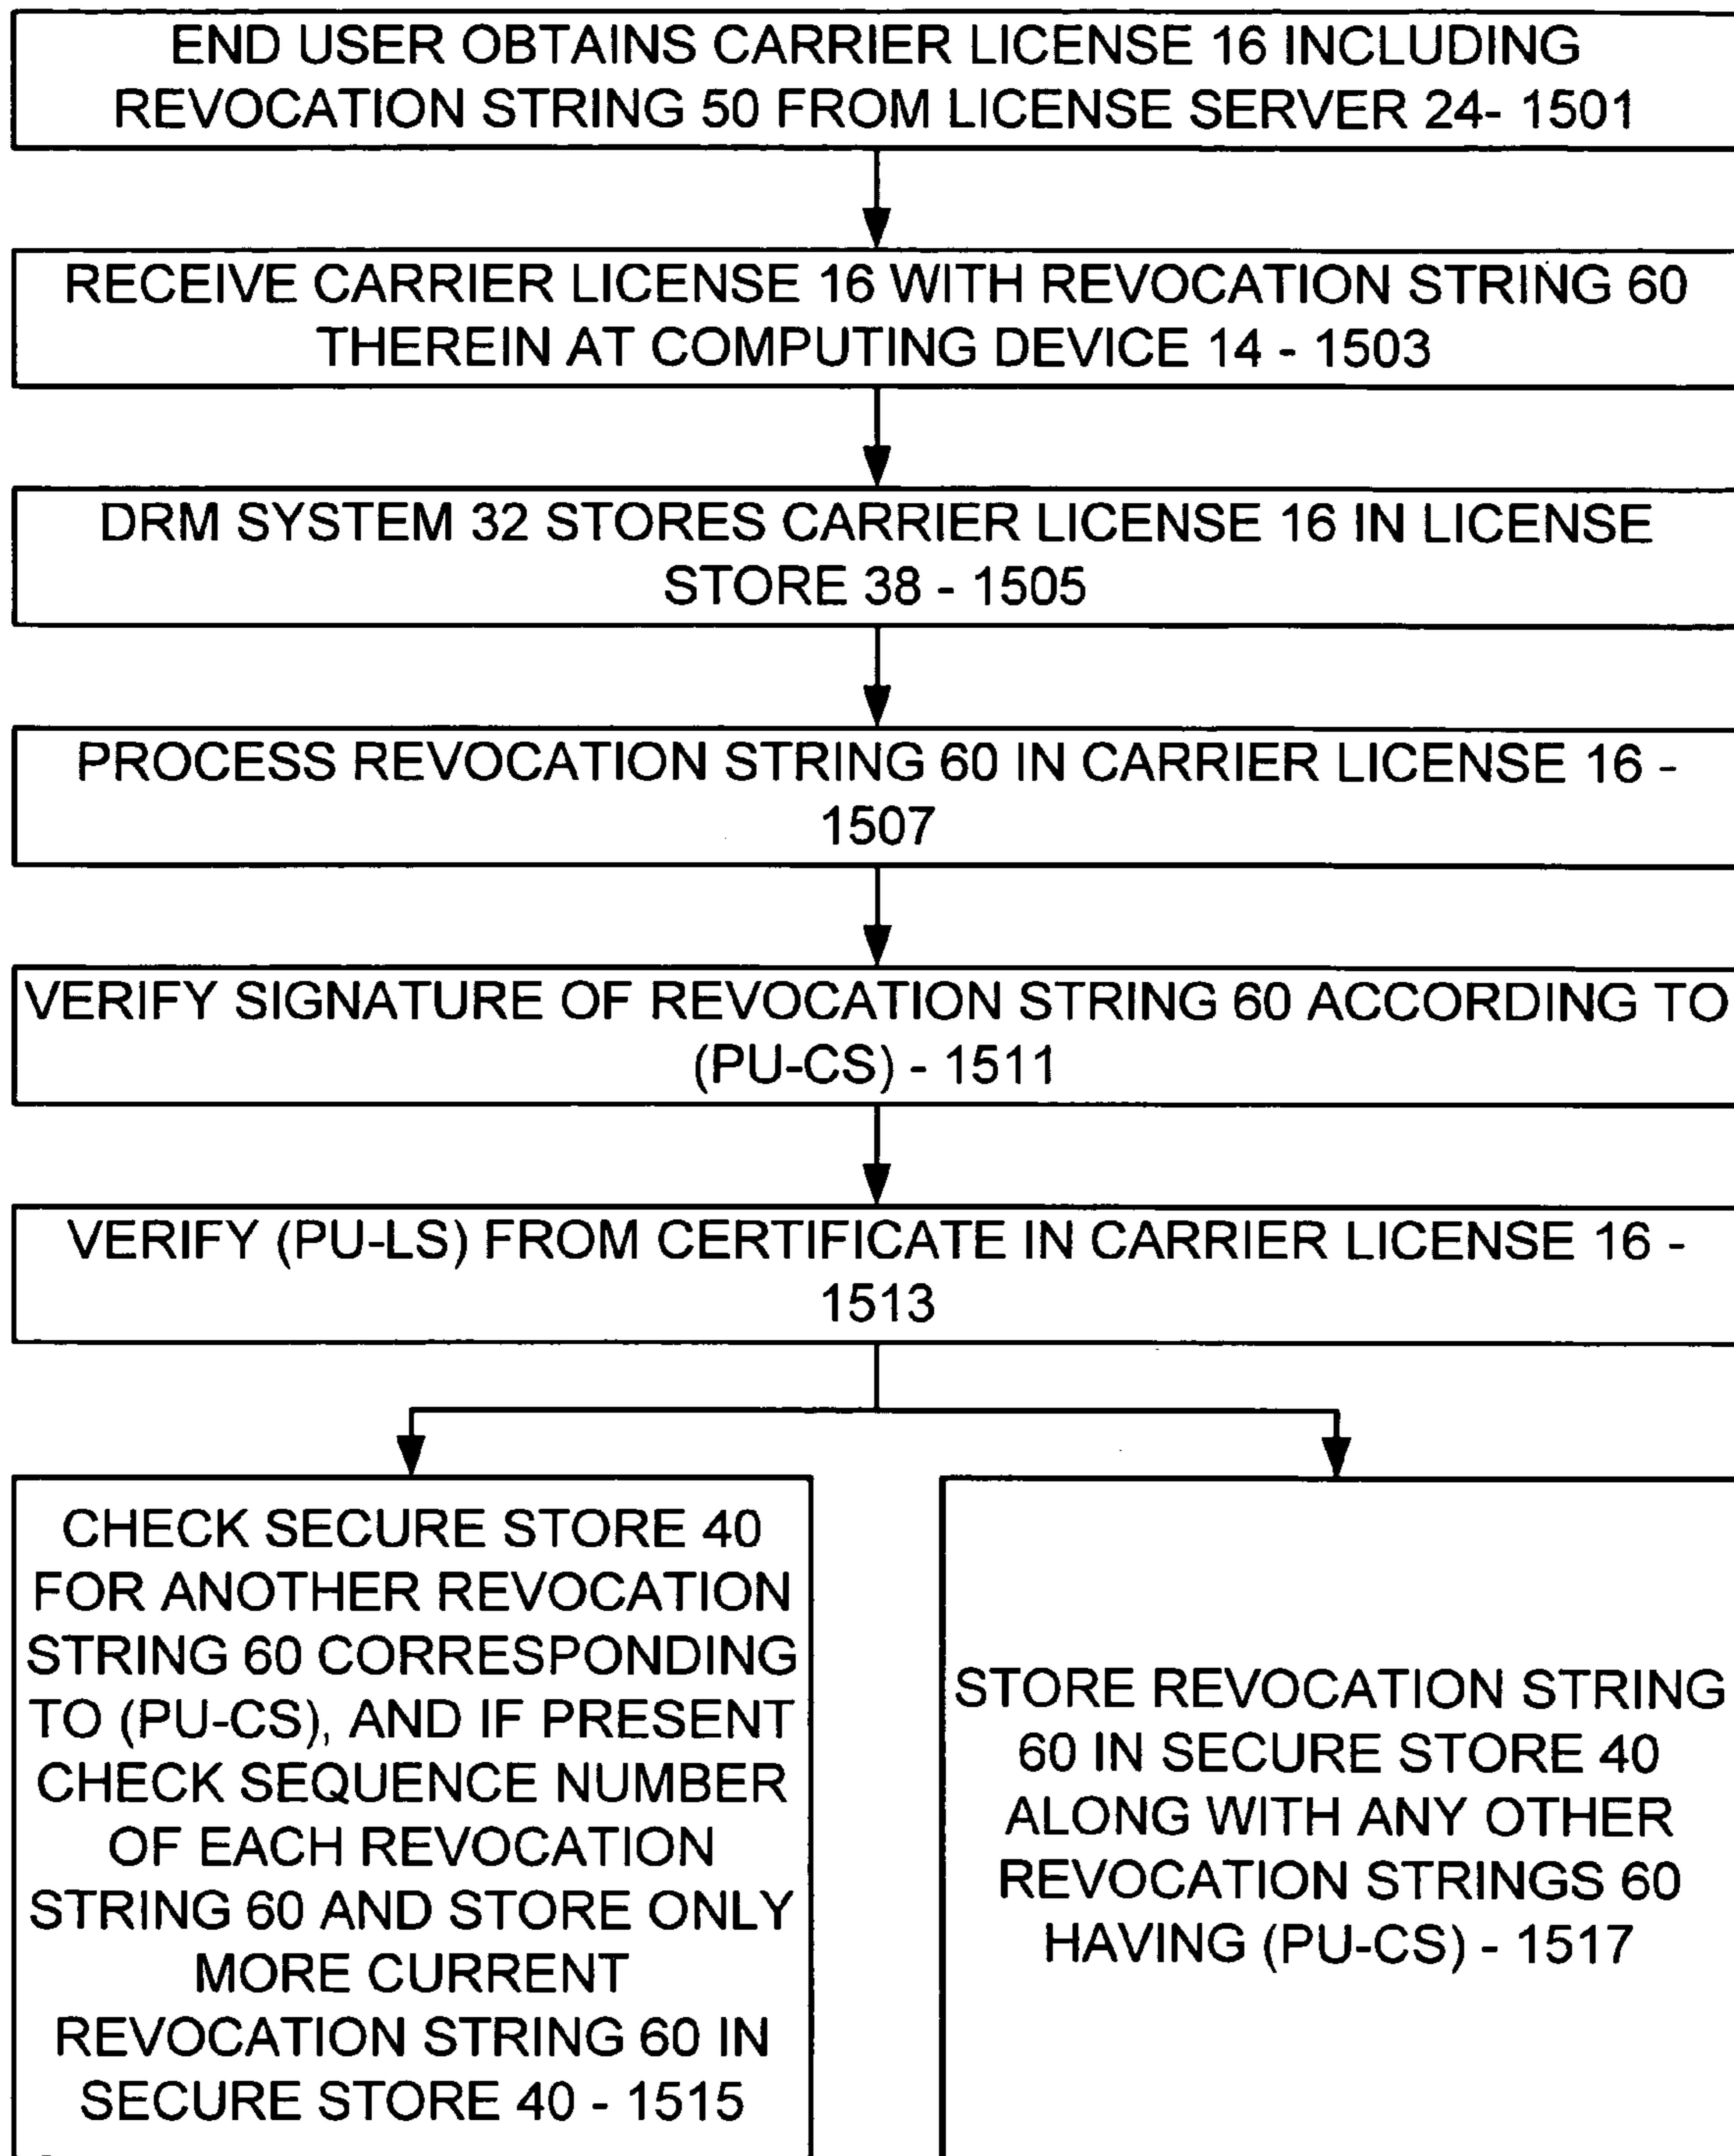 END USER OBTAINS CARRIER LICENSE 16 INCLUDING
REVOCATION STRING 50 FROM LICENSE SERVER 24- 1501
RECEIVE CARRIER LICENSE 16 WITH REVOCATION STRING 60
THEREIN AT COMPUTING DEVICE 14 - 1503
DRM SYSTEM 32 STORES CARRIER LICENSE 16 IN LICENSE
STORE 38 - 1505
PROCESS REVOCATION STRING 60 IN CARRIER LICENSE 16 -
1507
VERIFY SIGNATURE OF REVOCATION STRING 60 ACCORDING TO
(PU-CS) - 1511
VERIFY (PU-LS) FROM CERTIFICATE IN CARRIER LICENSE 16 -
1513
CHECK SECURE STORE 40
FOR ANOTHER REVOCATION
STRING 60 CORRESPONDING
TO (PU-CS), AND IF PRESENT
CHECK SEQUENCE NUMBER
OF EACH REVOCATION
STRING 60 AND STORE ONLY
MORE CURRENT
REVOCATION STRING 60 IN
SECURE STORE 40 - 1515
STORE REVOCATION STRING
60 IN SECURE STORE 40
ALONG WITH ANY OTHER
REVOCATION STRINGS 60
HAVING (PU-CS) - 1517